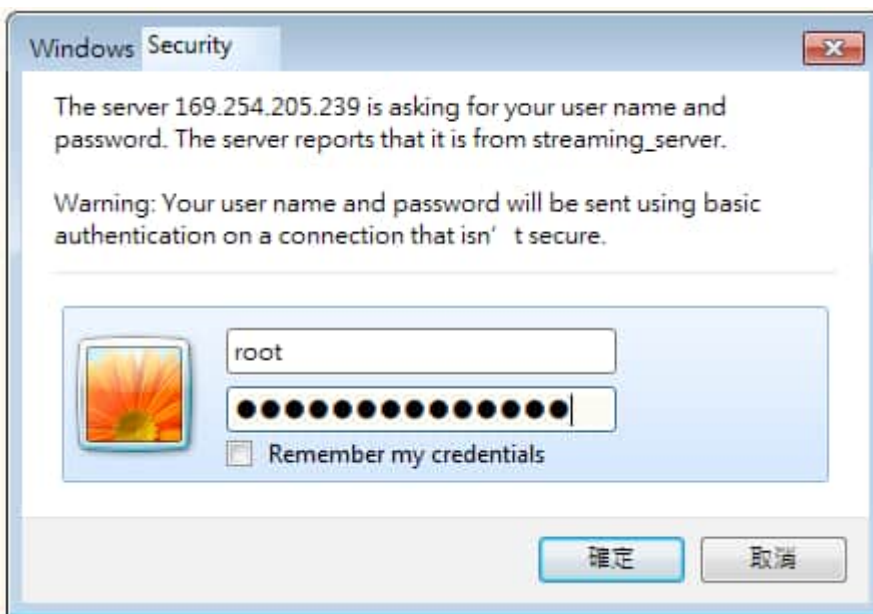 Windows Security
The server 169.254.205.239 is asking for your user name and
password. The server reports that it is from streaming_server.
Warning: Your user name and password will be sent using basic
authentication on a connection that isn’ t secure.
root
●●●●●●●●●●●●●●
Remember my credentials
確定
取消